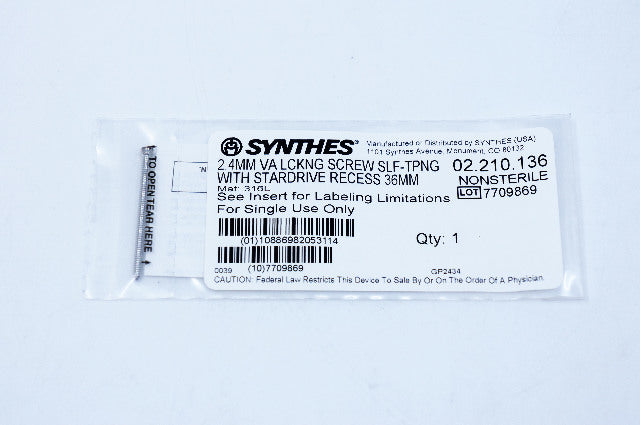 SYNTHES®
Manufactured or Distributed by SYNTHES (USA)
1101 Synthes Avenue, Monument, CO 80132
2.4MM VA LCKNG SCREW SLF-TPNG 02.210.136
WITH STARDRIVE RECESS 36MM NONSTERILE
Mat: 316L
LOT 7709869
See Insert for Labeling Limitations
For Single Use Only
(01)10886982053114
Qty: 1
(10)7709869
0039
GP2434
CAUTION: Federal Law Restricts This Device To Sale By Or On The Order Of A Physician.
TO OPEN TEAR HERE